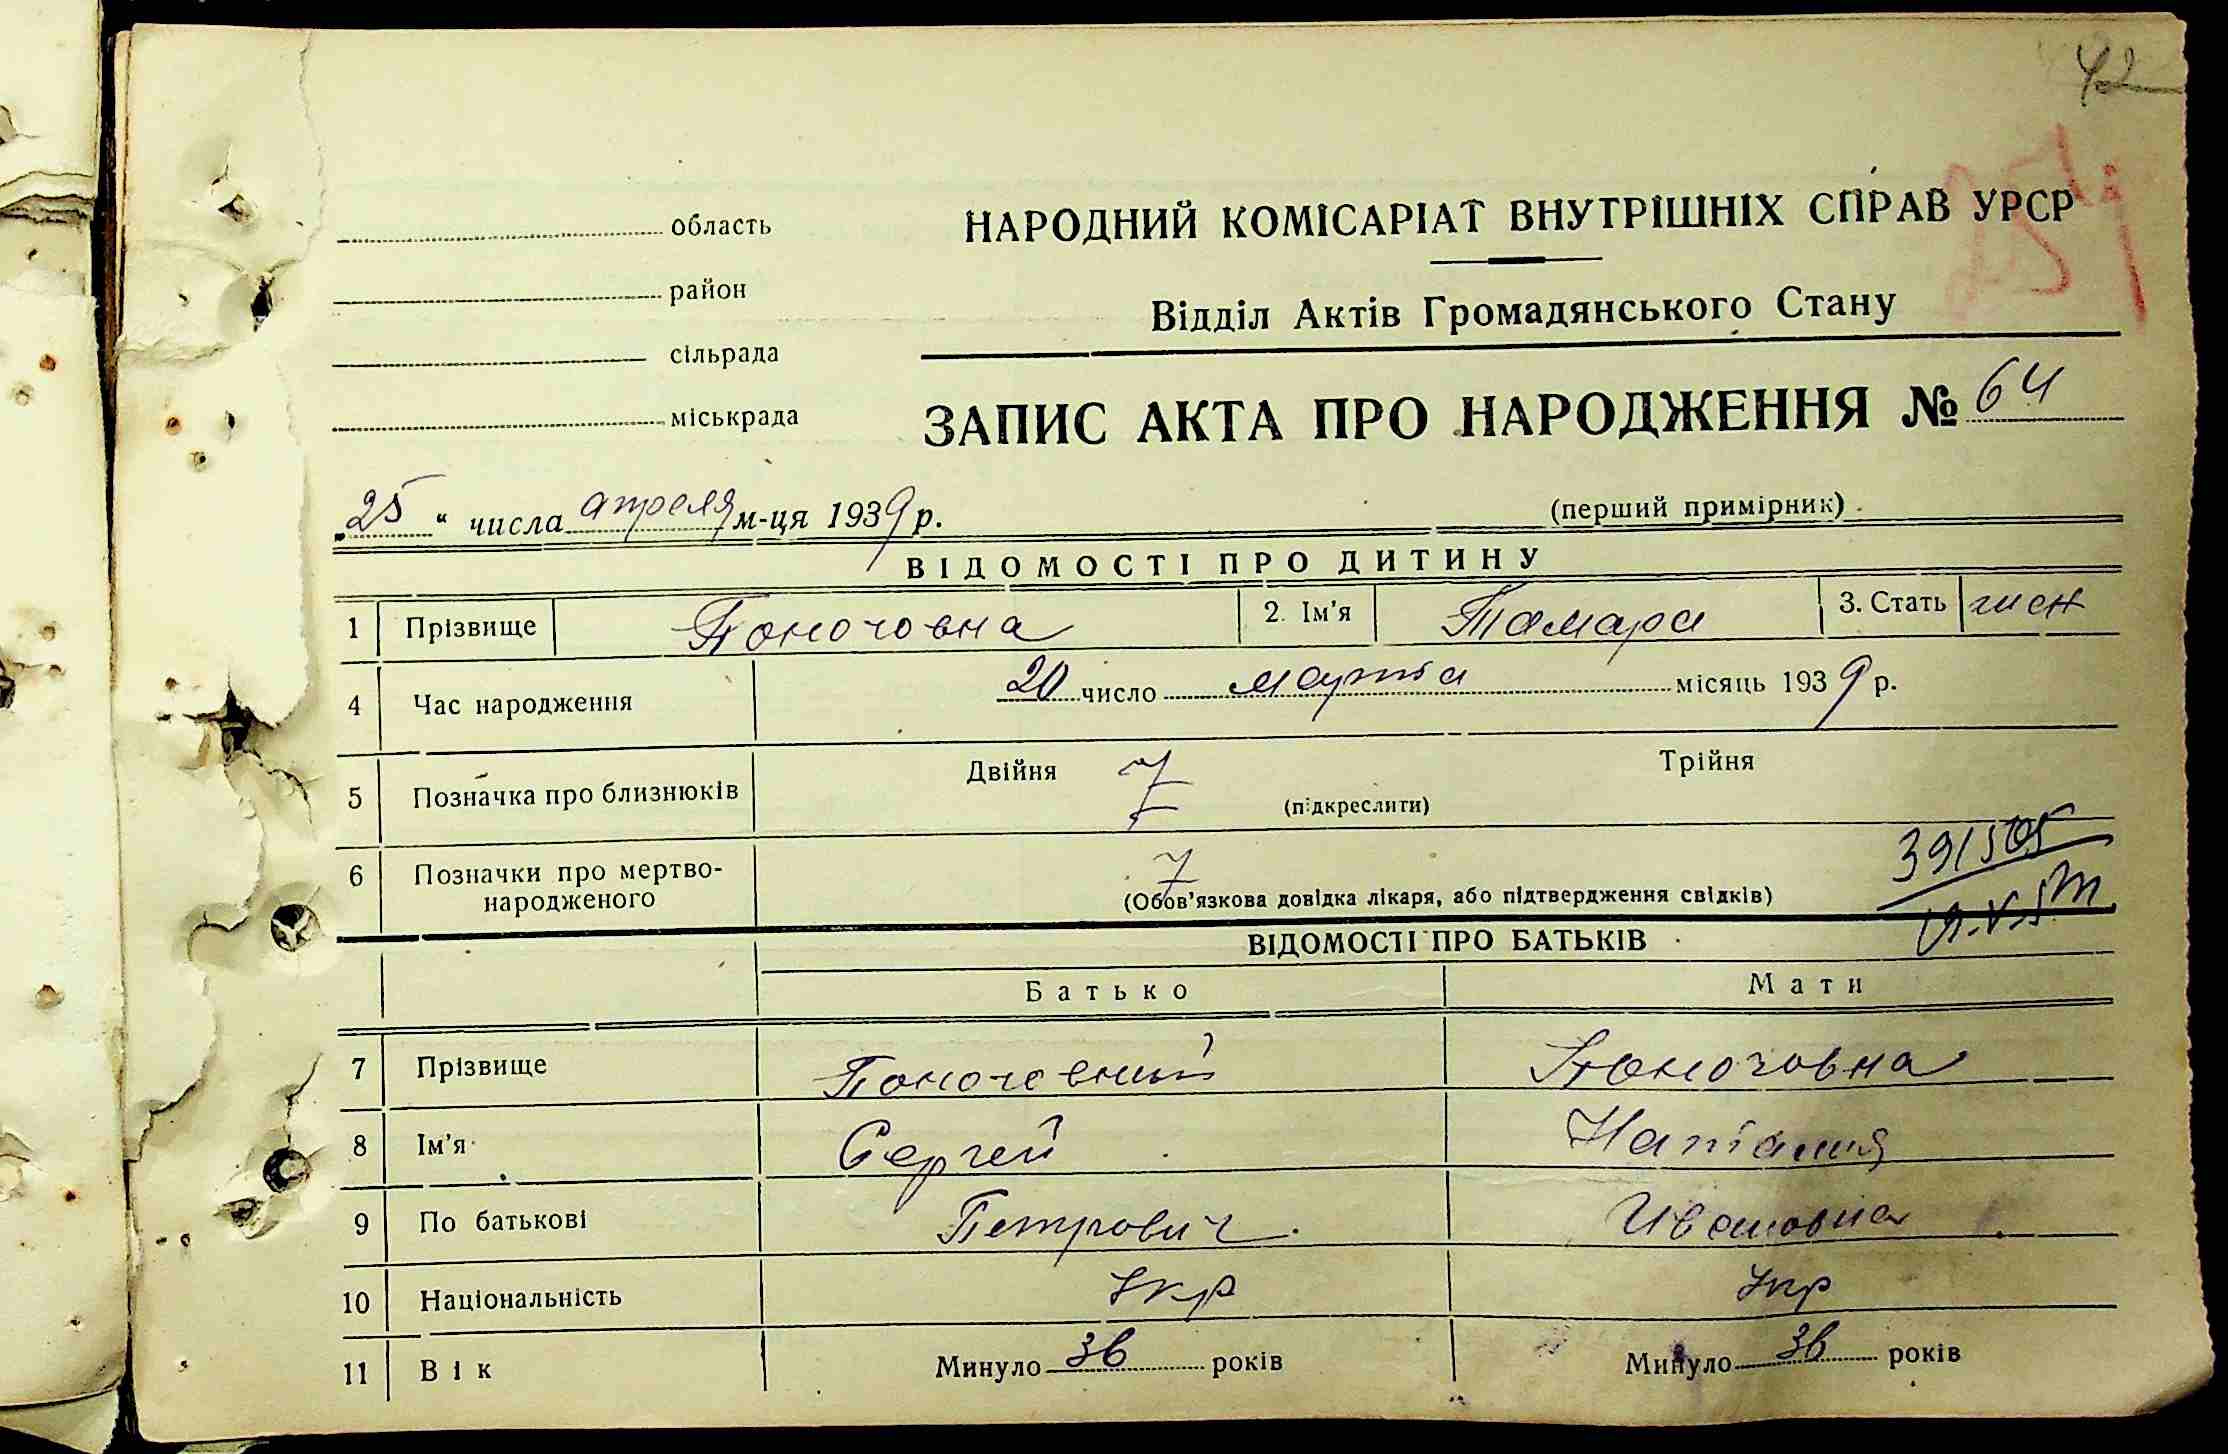 42
область
НАРОДНИЙ КОМІСАРІАТ ВНУТРІШНІХ СПРАВ УРСР
район
Відділ Актів Громадянського Стану
сільрада
міськрада
ЗАПИС АКТА ПРО НАРОДЖЕННЯ № 64
„25“ числа апреля м-ця 1939 р. (перший примірник)
ВІДОМОСТІ ПРО ДИТИНУ
1 Прізвище Поночовна 2. Ім'я Тамара 3. Стать жен
4 Час народження 20 число марта місяць 1939 р.
5 Позначка про близнюків Двійня (підкреслити) Трійня
6 Позначки про мертво-
народженого (Обов'язкова довідка лікаря, або підтвердження свідків)
ВІДОМОСТІ ПРО БАТЬКІВ
Батько Мати
7 Прізвище Поночевный Поночовна
8 Ім'я Сергей Наталия
9 По батькові Петрович Ивановна
10 Національність Укр Укр
11 Вік Минуло 36 років Минуло 36 років